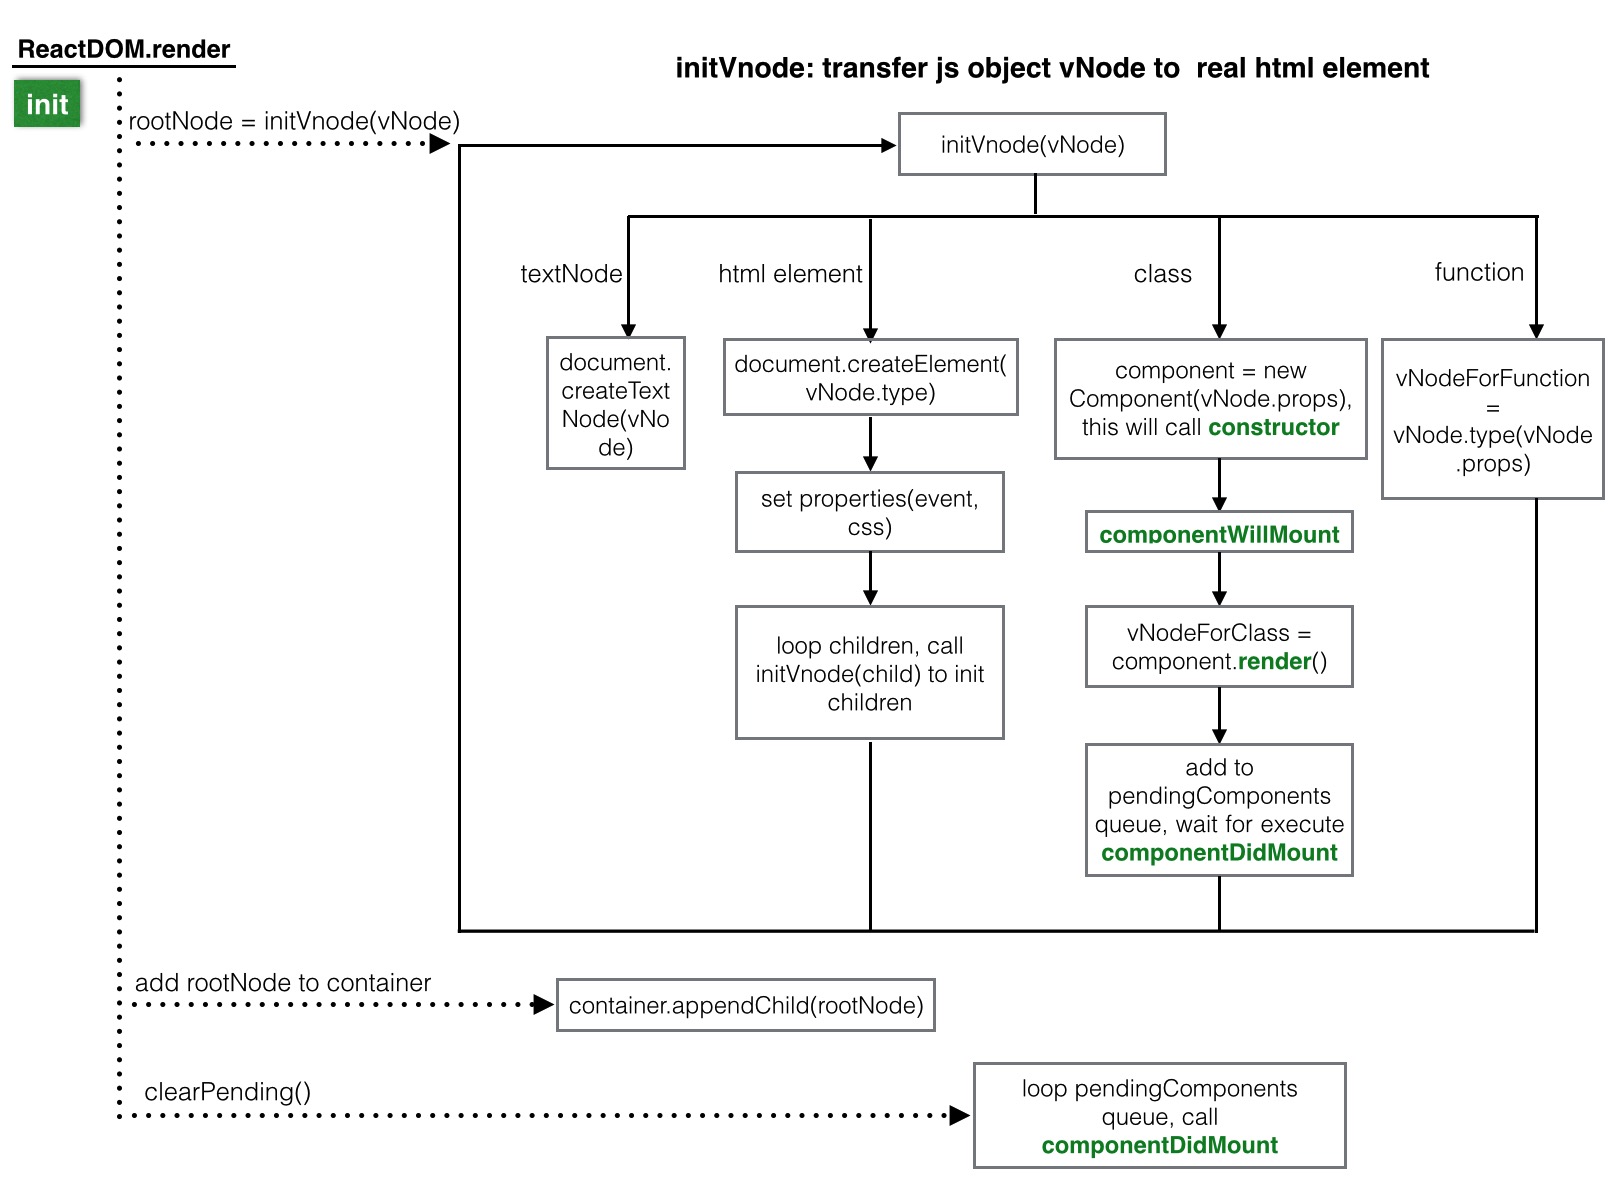 ReactDOM.render
init
initVnode: transfer js object vNode to  real html element
rootNode = initVnode(vNode)
initVnode(vNode)
textNode
html element
class
function
document.
createText
Node(vNo
de)
document.createElement(
vNode.type)
set properties(event,
css)
loop children, call
initVnode(child) to init
children
component = new
Component(vNode.props),
this will call constructor
componentWillMount
vNodeForClass =
component.render()
add to
pendingComponents
queue, wait for execute
componentDidMount
vNodeForFunction
=
vNode.type(vNode
.props)
add rootNode to container
container.appendChild(rootNode)
clearPending()
loop pendingComponents
queue, call
componentDidMount